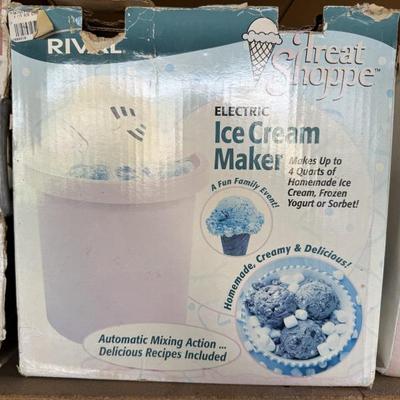 RIVAL
Treat
Shoppe™
ELECTRIC
Ice Cream
Maker
Makes Up to
4 Quarts of
Homemade Ice
Cream, Frozen
Yogurt or Sorbet!
A Fun Family Event!
Homemade, Creamy & Delicious!
Automatic Mixing Action ...
Delicious Recipes Included